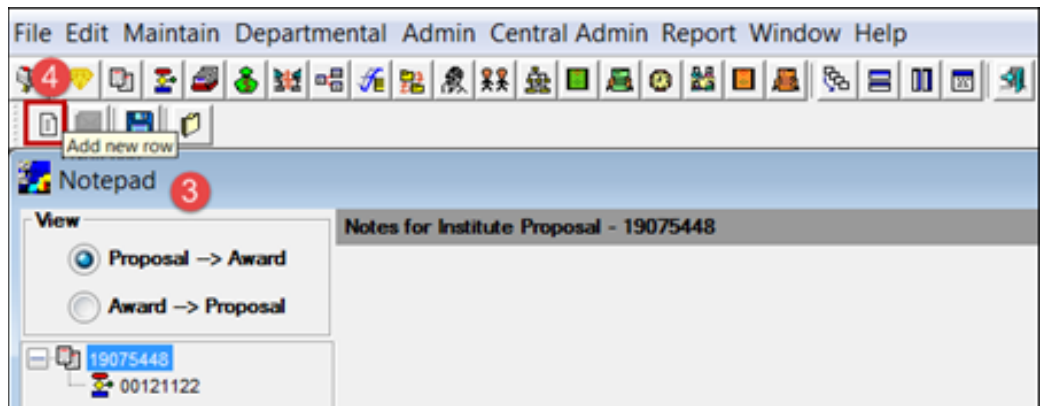 File Edit Maintain Departmental Admin Central Admin Report Window Help
4
Add new row
Notepad 3
View
Notes for Institute Proposal - 19075448
Proposal --> Award
Award --> Proposal
19075448
00121122